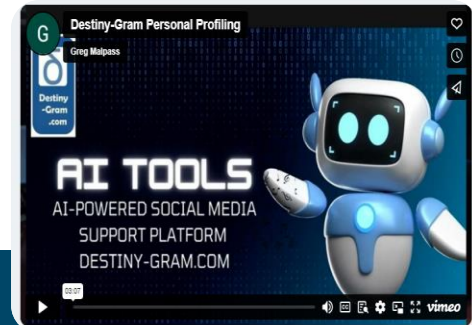 G
Destiny-Gram Personal Profiling
Greg Malpass
Destiny
-Gram
.com
AI TOOLS
AI-POWERED SOCIAL MEDIA
SUPPORT PLATFORM
DESTINY-GRAM.COM
03:07
CC
vimeo